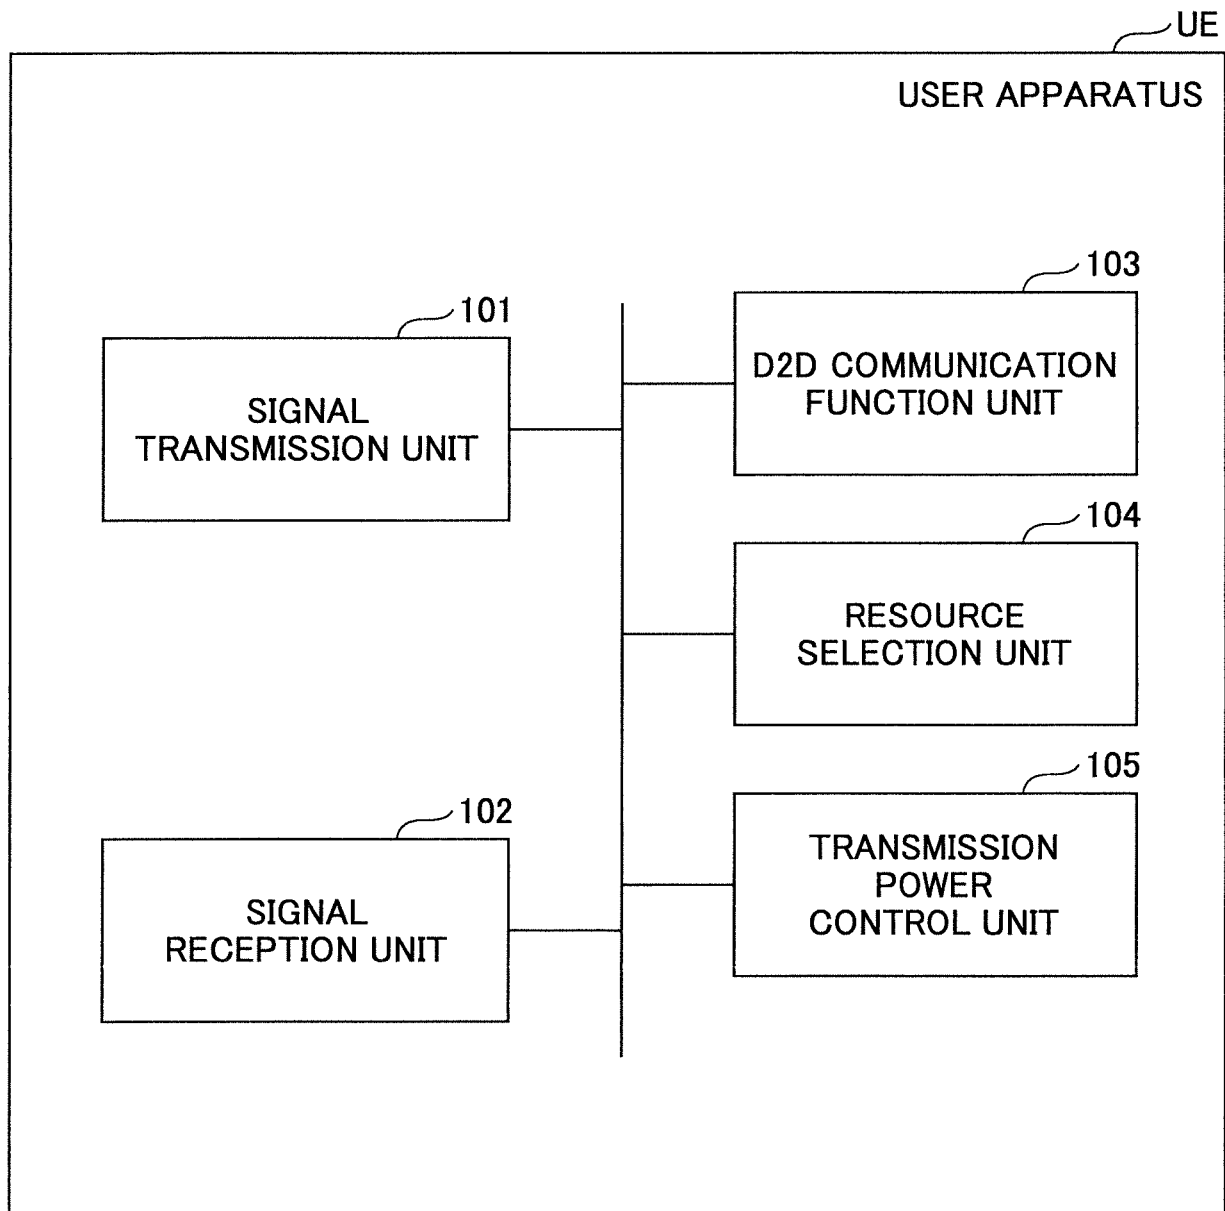 UE
USER APPARATUS
103
101
D2D COMMUNICATION
FUNCTION UNIT
SIGNAL
TRANSMISSION UNIT
104
RESOURCE
SELECTION UNIT
105
102
TRANSMISSION
POWER
CONTROL UNIT
SIGNAL
RECEPTION UNIT